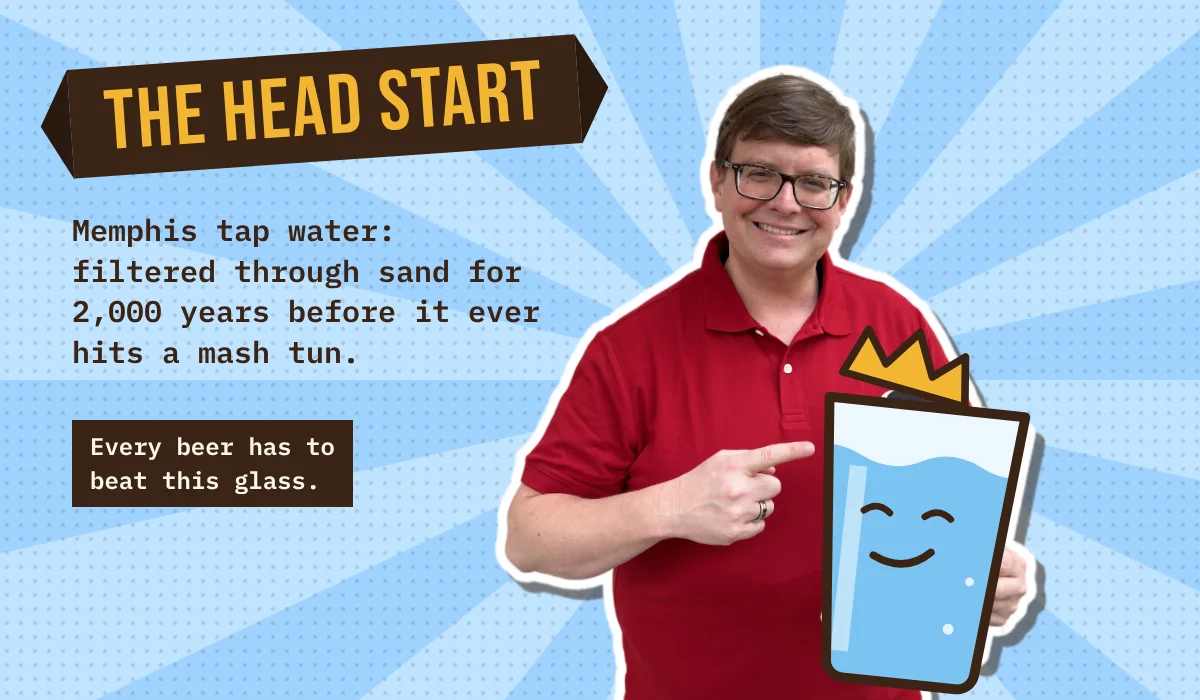 THE HEAD START
Memphis tap water:
filtered through sand for
2,000 years before it ever
hits a mash tun.
Every beer has to
beat this glass.